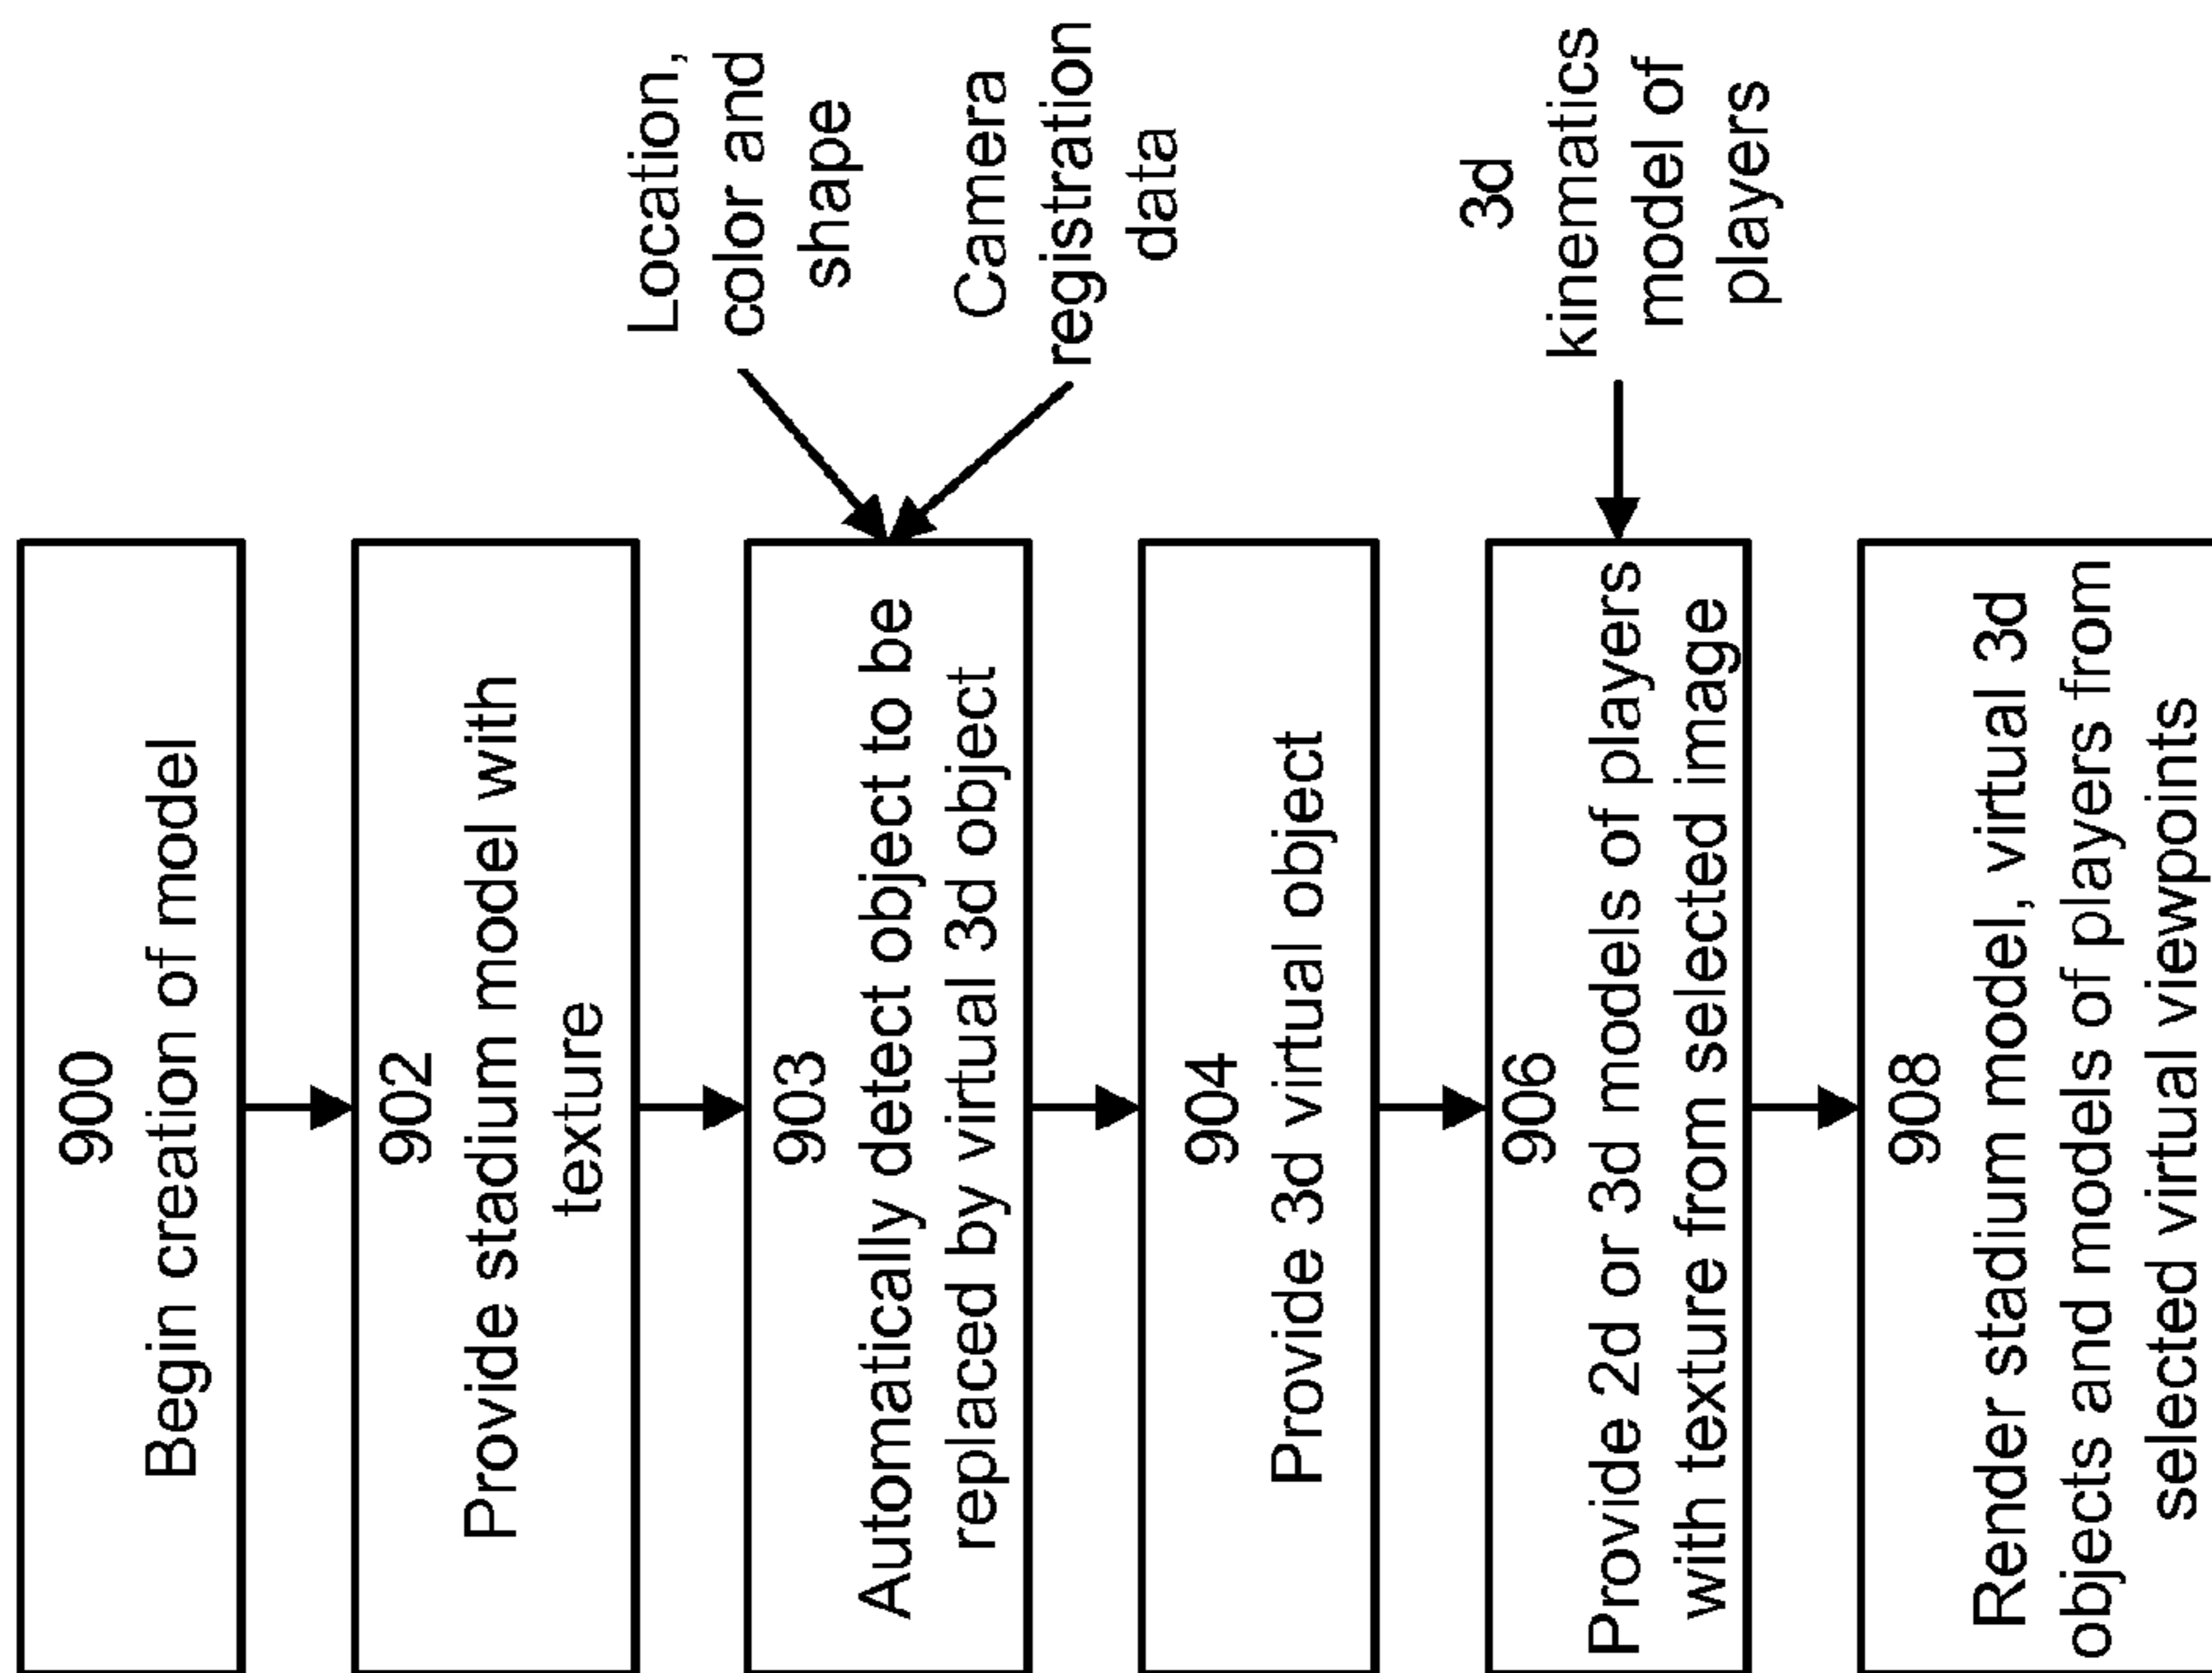 900
Begin creation of model
902
Provide stadium model with
texture
903
Automatically detect object to be
replaced by virtual 3d object
Location,
color and
shape
Camera
registration
data
904
Provide 3d virtual object
906
Provide 2d or 3d models of players
with texture from selected image
3d
kinematics
model of
players
908
Render stadium model, virtual 3d
objects and models of players from
selected virtual viewpoints